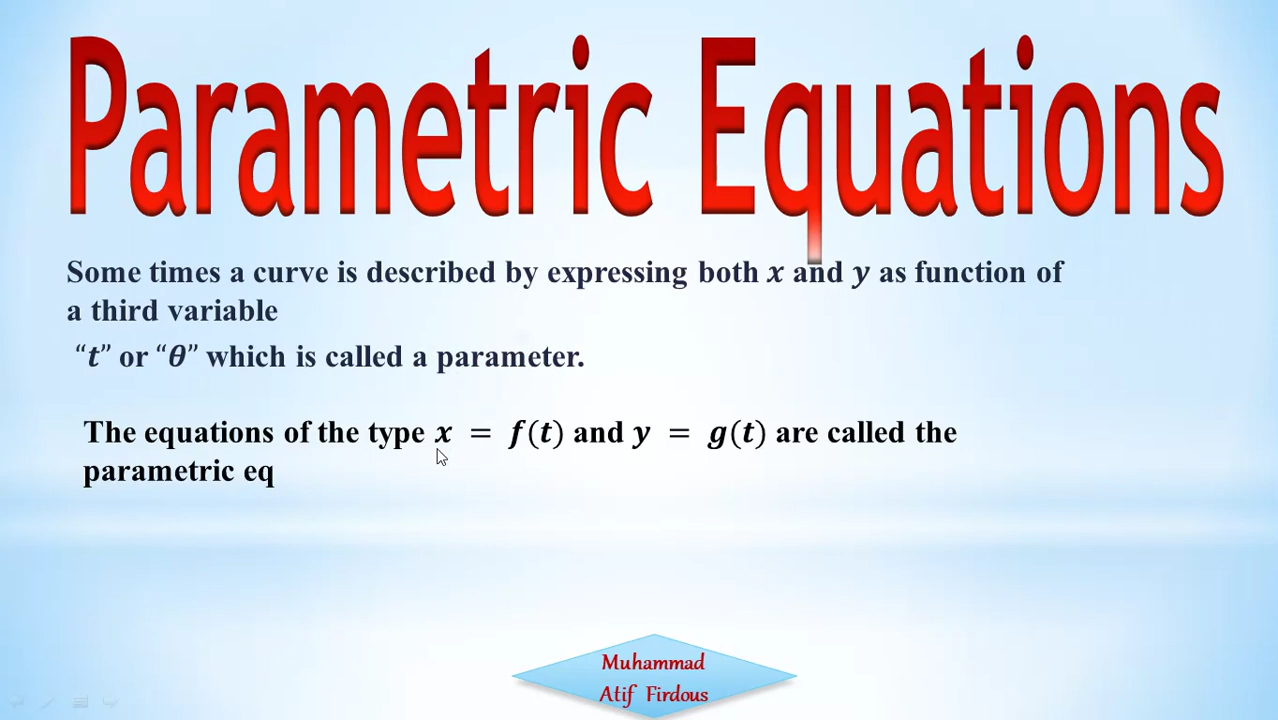 Parametric Equations
Some times a curve is described by expressing both 𝒙 and 𝒚 as function of
a third variable
“𝒕” or “𝜽” which is called a parameter.
The equations of the type 𝒙 = 𝒇(𝒕) and 𝒚 = 𝒈(𝒕) are called the
parametric eq
Muhammad
Atif Firdous